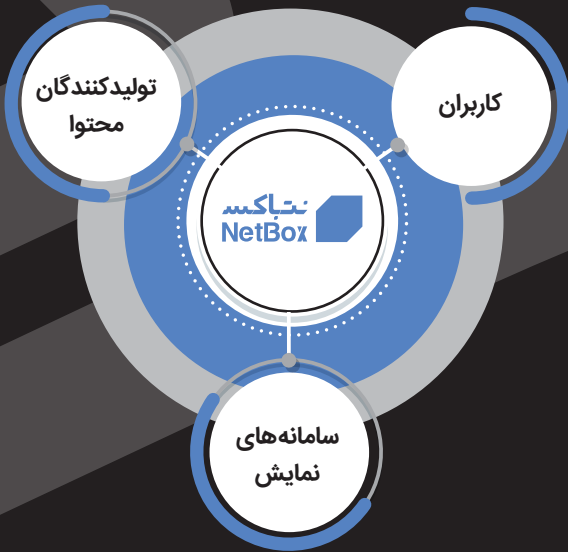 کاربران
تولیدکنندگان
محتوا
نتباکس
NetBox
سامانه‌های
نمایش